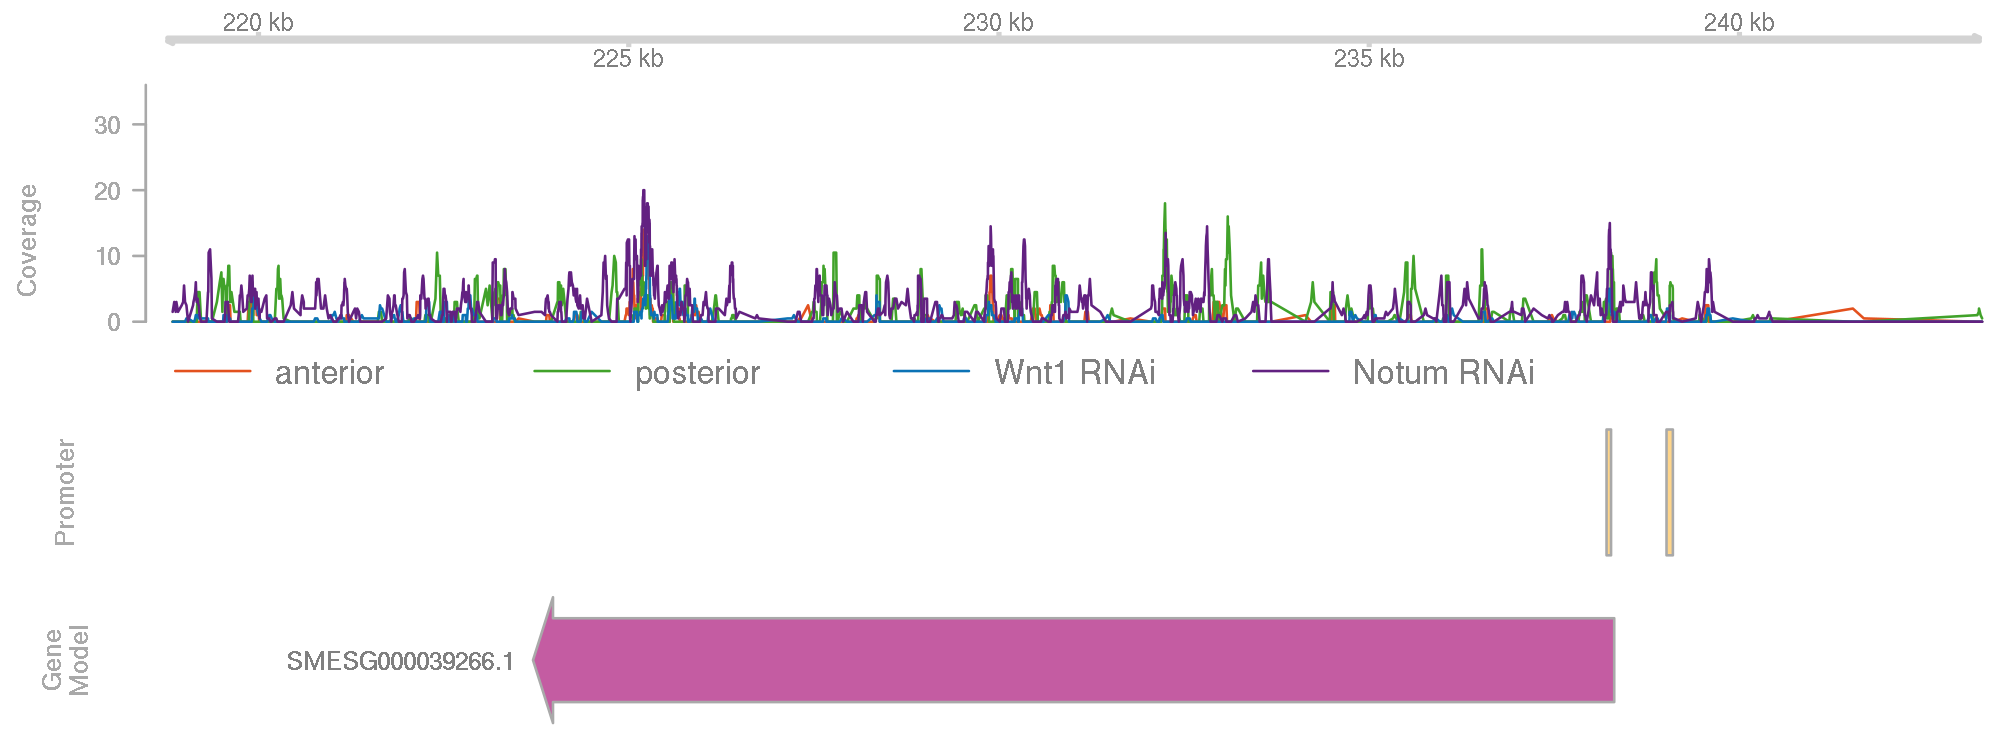 220 kb 230 kb 240 kb
225 kb 235 kb
Coverage
30
20
10
0
anterior posterior Wnt1 RNAi Notum RNAi
Promoter
Gene
Model
SMESG000039266.1